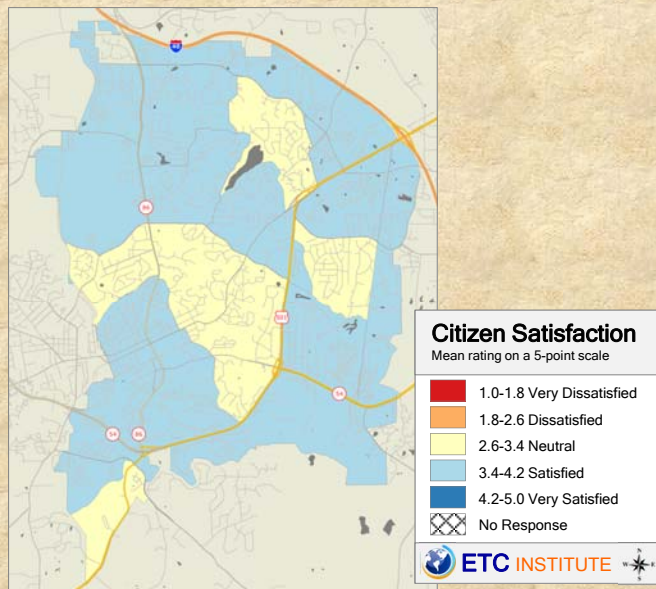 40
86
501
54
54
86
Citizen Satisfaction
Mean rating on a 5-point scale
1.0-1.8 Very Dissatisfied
1.8-2.6 Dissatisfied
2.6-3.4 Neutral
3.4-4.2 Satisfied
4.2-5.0 Very Satisfied
No Response
ETC INSTITUTE
N
W E
S